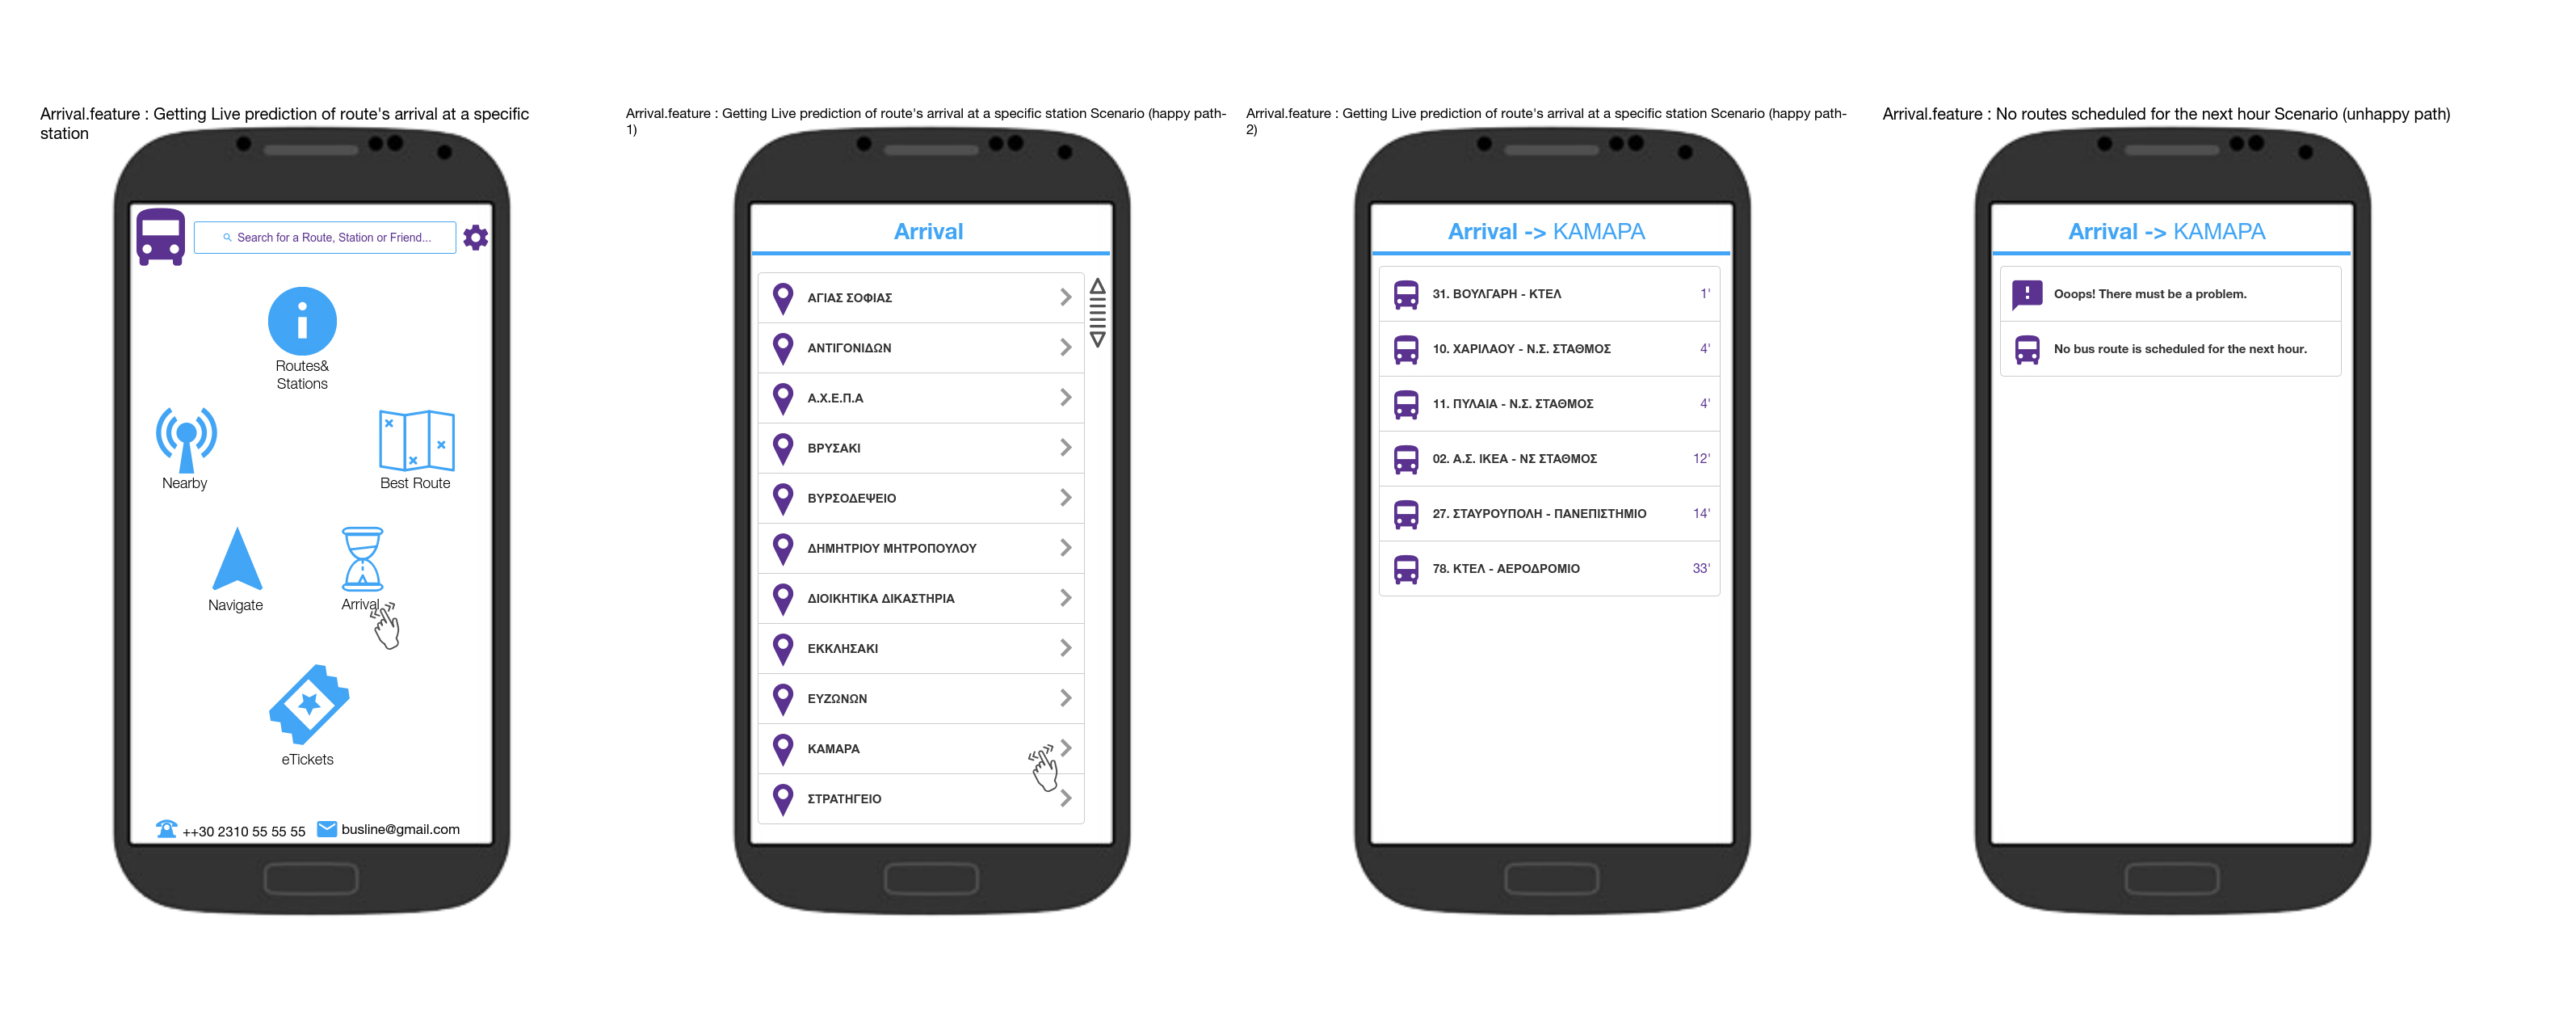 Arrival.feature : Getting Live prediction of route's arrival at a specific
station
Search for a Route, Station or Friend...
Routes&
Stations
Nearby
Best Route
Navigate
Arrival
eTickets
++30 2310 55 55 55
busline@gmail.com
Arrival.feature : Getting Live prediction of route's arrival at a specific station Scenario (happy path-
1)
Arrival
ΑΓΙΑΣ ΣΟΦΙΑΣ
ΑΝΤΙΓΟΝΙΔΩΝ
Α.Χ.Ε.Π.Α
ΒΡΥΣΑΚΙ
ΒΥΡΣΟΔΕΨΕΙΟ
ΔΗΜΗΤΡΙΟΥ ΜΗΤΡΟΠΟΥΛΟΥ
ΔΙΟΙΚΗΤΙΚΑ ΔΙΚΑΣΤΗΡΙΑ
ΕΚΚΛΗΣΑΚΙ
ΕΥΖΩΝΩΝ
ΚΑΜΑΡΑ
ΣΤΡΑΤΗΓΕΙΟ
Arrival.feature : Getting Live prediction of route's arrival at a specific station Scenario (happy path-
2)
Arrival -> ΚΑΜΑΡΑ
31. ΒΟΥΛΓΑΡΗ - ΚΤΕΛ 1'
10. ΧΑΡΙΛΑΟΥ - Ν.Σ. ΣΤΑΘΜΟΣ 4'
11. ΠΥΛΑΙΑ - Ν.Σ. ΣΤΑΘΜΟΣ 4'
02. Α.Σ. ΙΚΕΑ - ΝΣ ΣΤΑΘΜΟΣ 12'
27. ΣΤΑΥΡΟΥΠΟΛΗ - ΠΑΝΕΠΙΣΤΗΜΙΟ 14'
78. ΚΤΕΛ - ΑΕΡΟΔΡΟΜΙΟ 33'
Arrival.feature : No routes scheduled for the next hour Scenario (unhappy path)
Arrival -> ΚΑΜΑΡΑ
Ooops! There must be a problem.
No bus route is scheduled for the next hour.